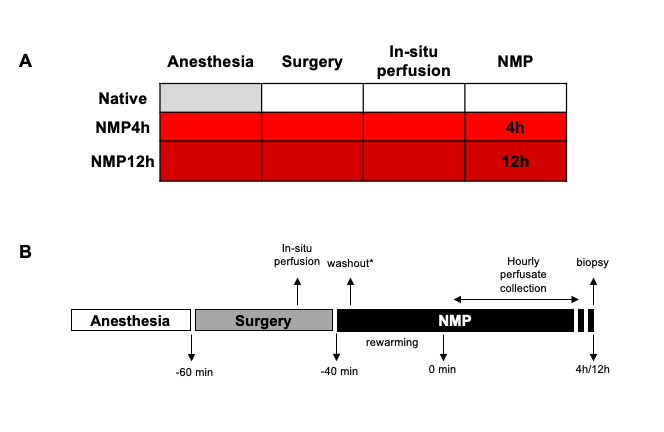 A
Anesthesia
Surgery
In-situ
perfusion
NMP
Native
NMP4h
4h
NMP12h
12h
B
In-situ
perfusion
washout*
Hourly
perfusate
collection
biopsy
Anesthesia
Surgery
NMP
rewarming
-60 min
-40 min
0 min
4h/12h